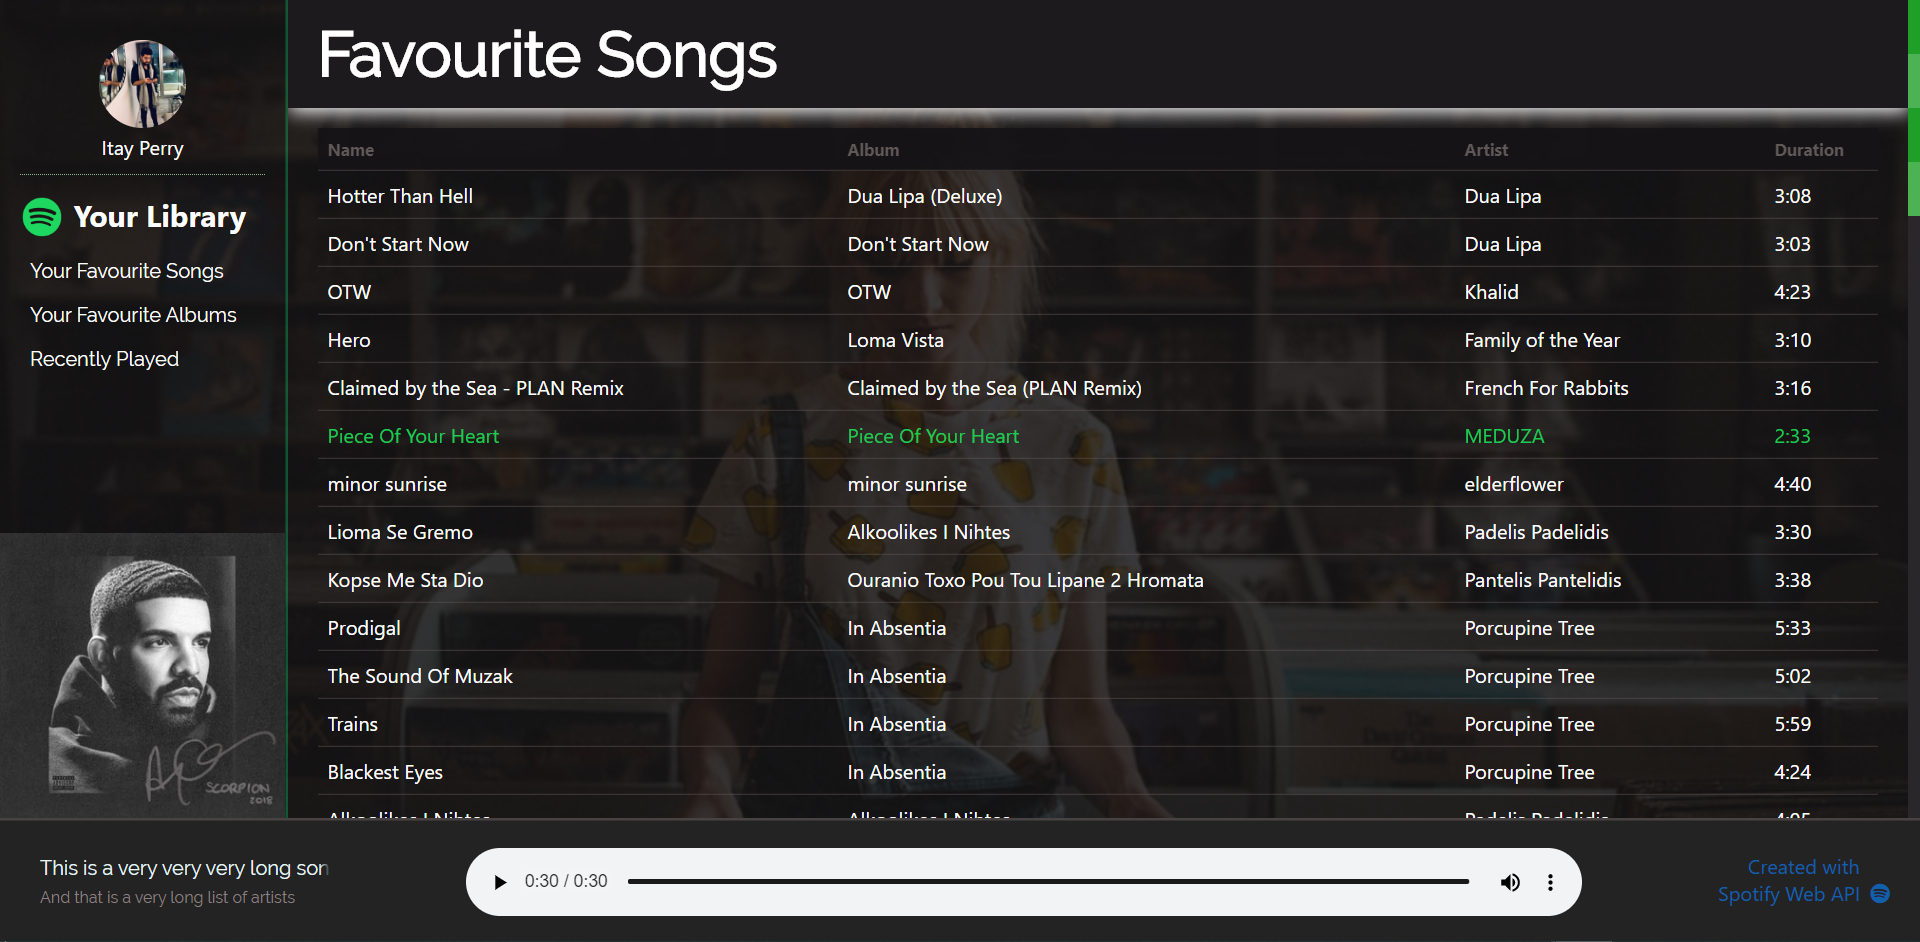 Itay Perry
Your Library
Your Favourite Songs
Your Favourite Albums
Recently Played
SCORPION
2018
Favourite Songs
Name Album Artist Duration
Hotter Than Hell Dua Lipa (Deluxe) Dua Lipa 3:08
Don't Start Now Don't Start Now Dua Lipa 3:03
OTW OTW Khalid 4:23
Hero Loma Vista Family of the Year 3:10
Claimed by the Sea - PLAN Remix Claimed by the Sea (PLAN Remix) French For Rabbits 3:16
Piece Of Your Heart Piece Of Your Heart MEDUZA 2:33
minor sunrise minor sunrise elderflower 4:40
Lioma Se Gremo Alkoolikes I Nihtes Padelis Padelidis 3:30
Kopse Me Sta Dio Ouranio Toxo Pou Tou Lipane 2 Hromata Pantelis Pantelidis 3:38
Prodigal In Absentia Porcupine Tree 5:33
The Sound Of Muzak In Absentia Porcupine Tree 5:02
Trains In Absentia Porcupine Tree 5:59
Blackest Eyes In Absentia Porcupine Tree 4:24
Alkoolikes I Nihtes Alkoolikes I Nihtes Padelis Padelidis 4:05
This is a very very very long son
And that is a very long list of artists
0:30 / 0:30
Created with
Spotify Web API